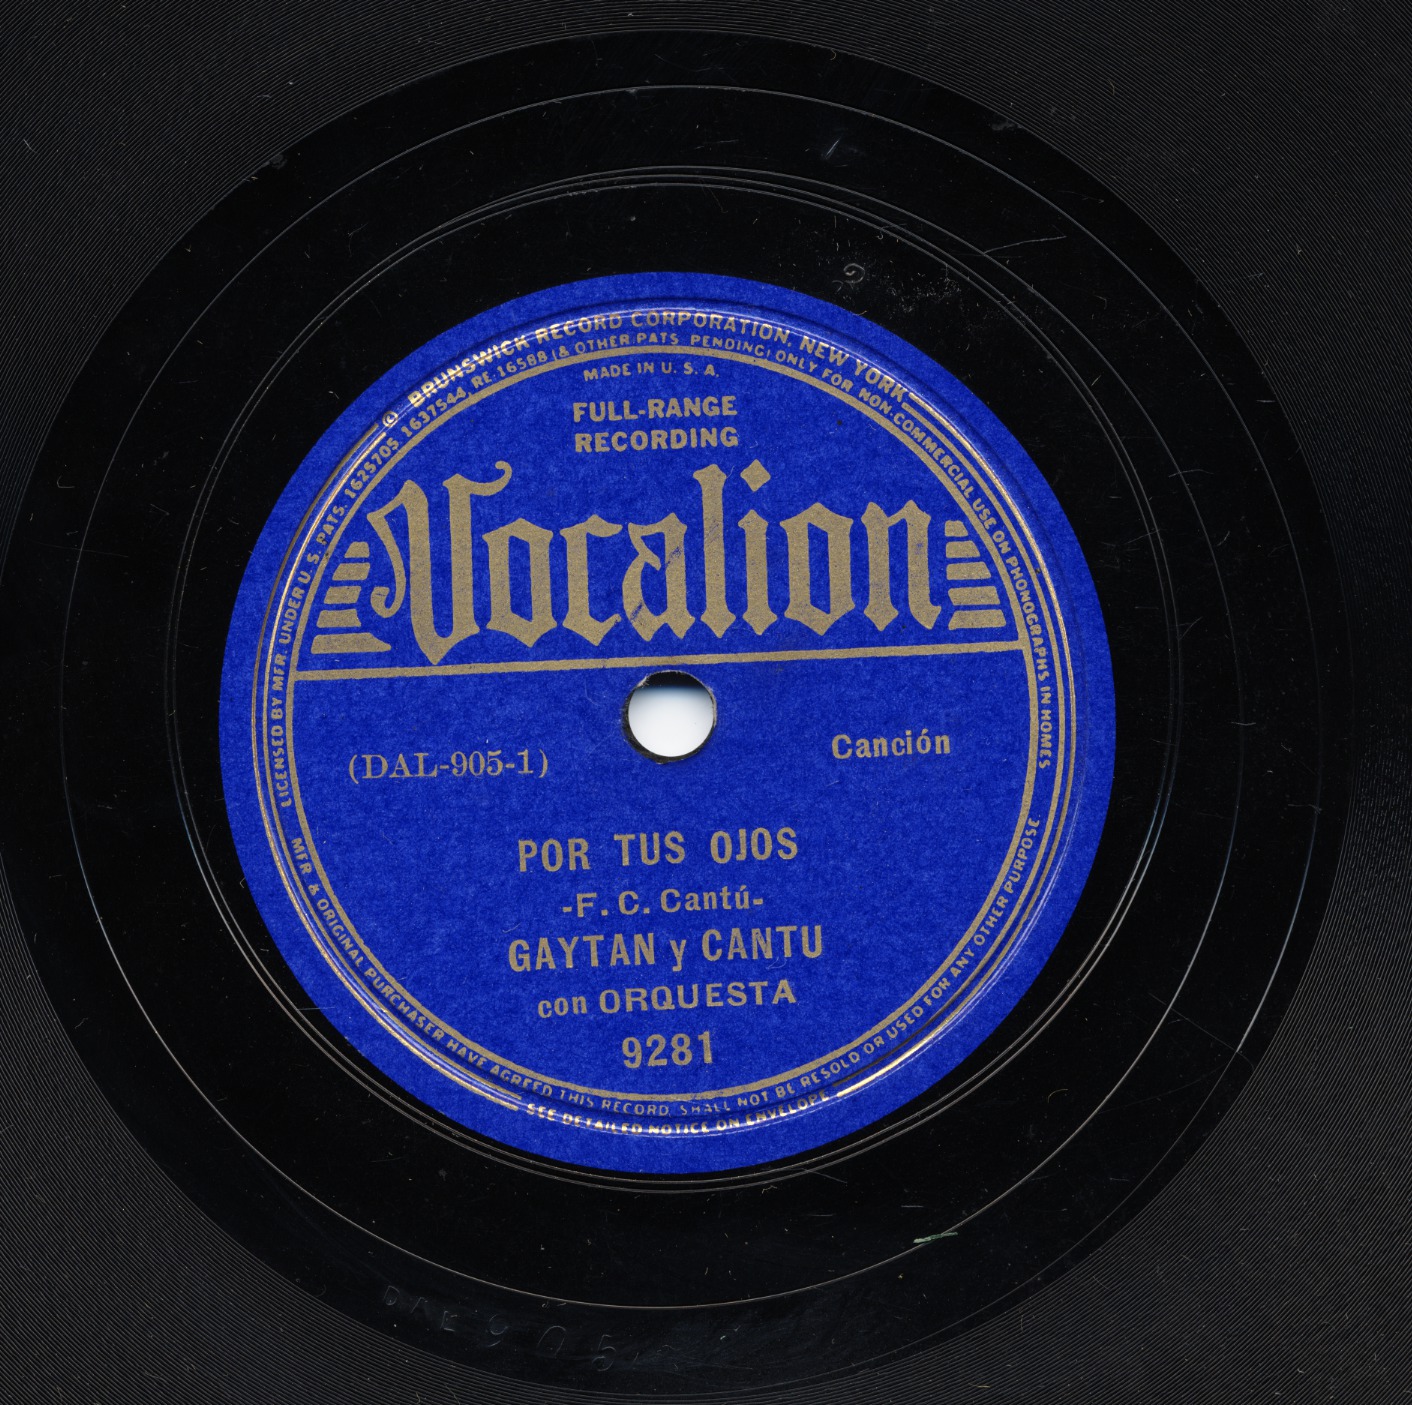 © BRUNSWICK RECORD CORPORATION, NEW YORK
LICENSED BY MFR. UNDER U. S. PATS. 1625705, 1637544, RE. 16588 (& OTHER PATS. PENDING) ONLY FOR NON-COMMERCIAL USE ON PHONOGRAPHS IN HOMES
MADE IN U. S. A.
FULL-RANGE
RECORDING
Vocalion
(DAL-905-1)
Canción
POR TUS OJOS
-F. C. Cantú-
GAYTAN y CANTU
con ORQUESTA
9281
MFR. & ORIGINAL PURCHASER HAVE AGREED THIS RECORD SHALL NOT BE RESOLD OR USED FOR ANY OTHER PURPOSE.
SEE DETAILED NOTICE ON ENVELOPE